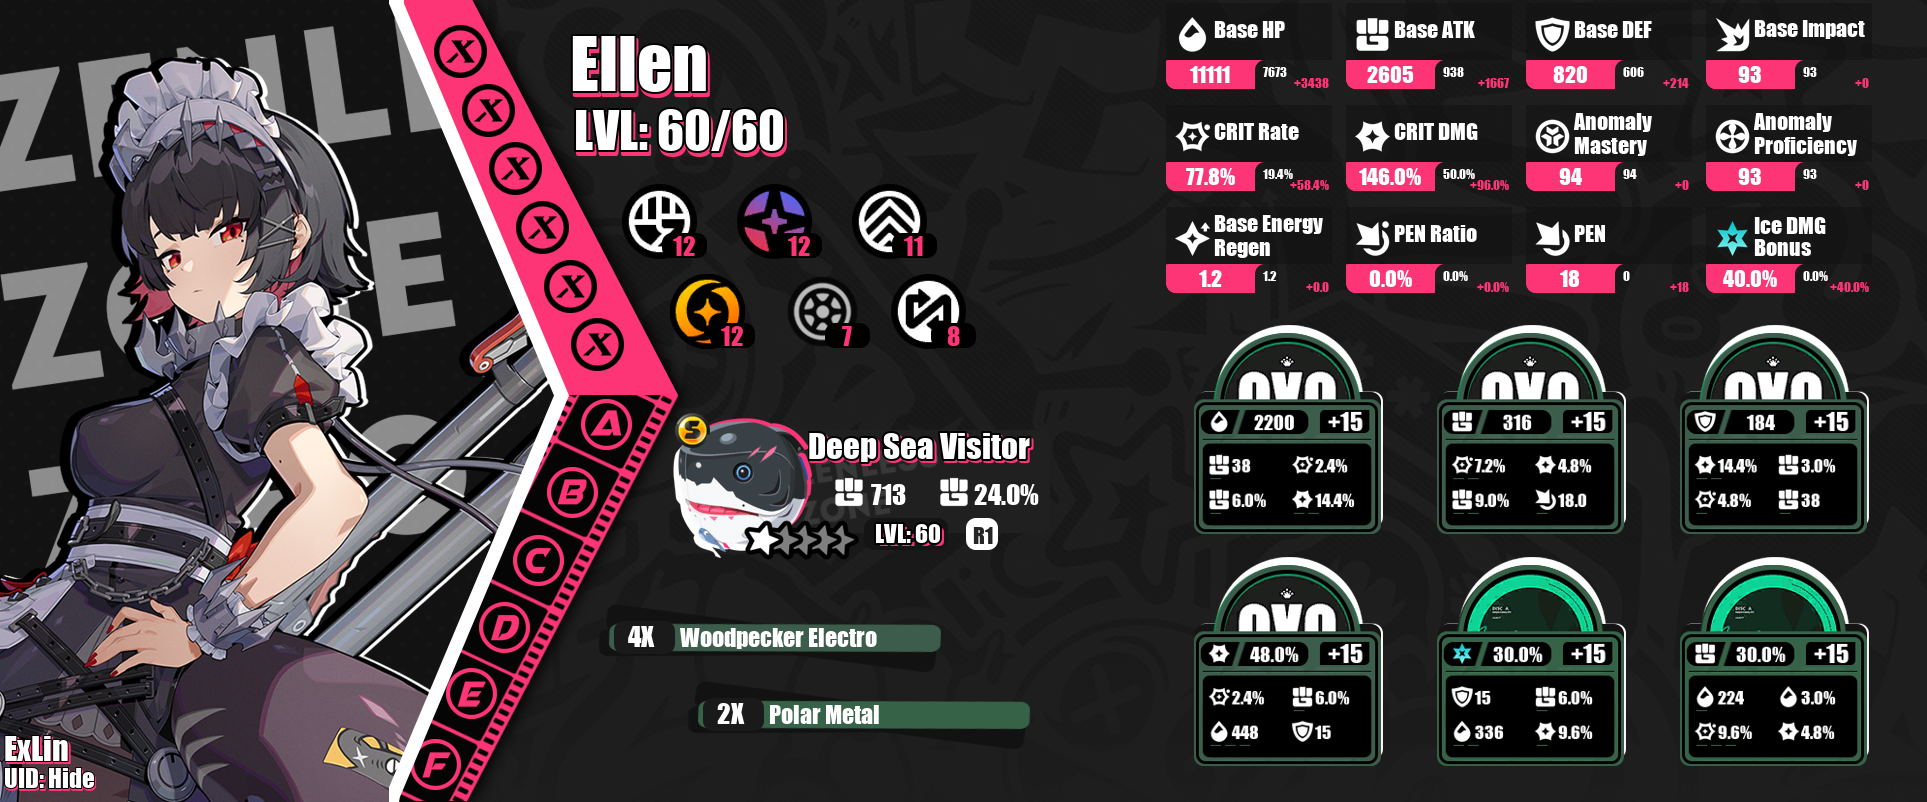 ZENLE
ZONE
X
X
X
X
X
X
A
B
C
D
E
F
ExLin
UID: Hide
Ellen
LVL: 60/60
12
12
11
12
7
8
S
Deep Sea Visitor
713
24.0%
LVL: 60
R1
4X Woodpecker Electro
2X Polar Metal
Base HP
11111 7673 +3438
Base ATK
2605 938 +1667
Base DEF
820 606 +214
Base Impact
93 93 +0
CRIT Rate
77.8% 19.4% +58.4%
CRIT DMG
146.0% 50.0% +96.0%
Anomaly
Mastery
94 94 +0
Anomaly
Proficiency
93 93 +0
Base Energy
Regen
1.2 1.2 +0.0
PEN Ratio
0.0% 0.0% +0.0%
PEN
18 0 +18
Ice DMG
Bonus
40.0% 0.0% +40.0%
2200 +15
38 2.4%
6.0% 14.4%
316 +15
7.2% 4.8%
9.0% 18.0
184 +15
14.4% 3.0%
4.8% 38
48.0% +15
2.4% 6.0%
448 15
DISC A
30.0% +15
15 6.0%
336 9.6%
DISC A
30.0% +15
224 3.0%
9.6% 4.8%